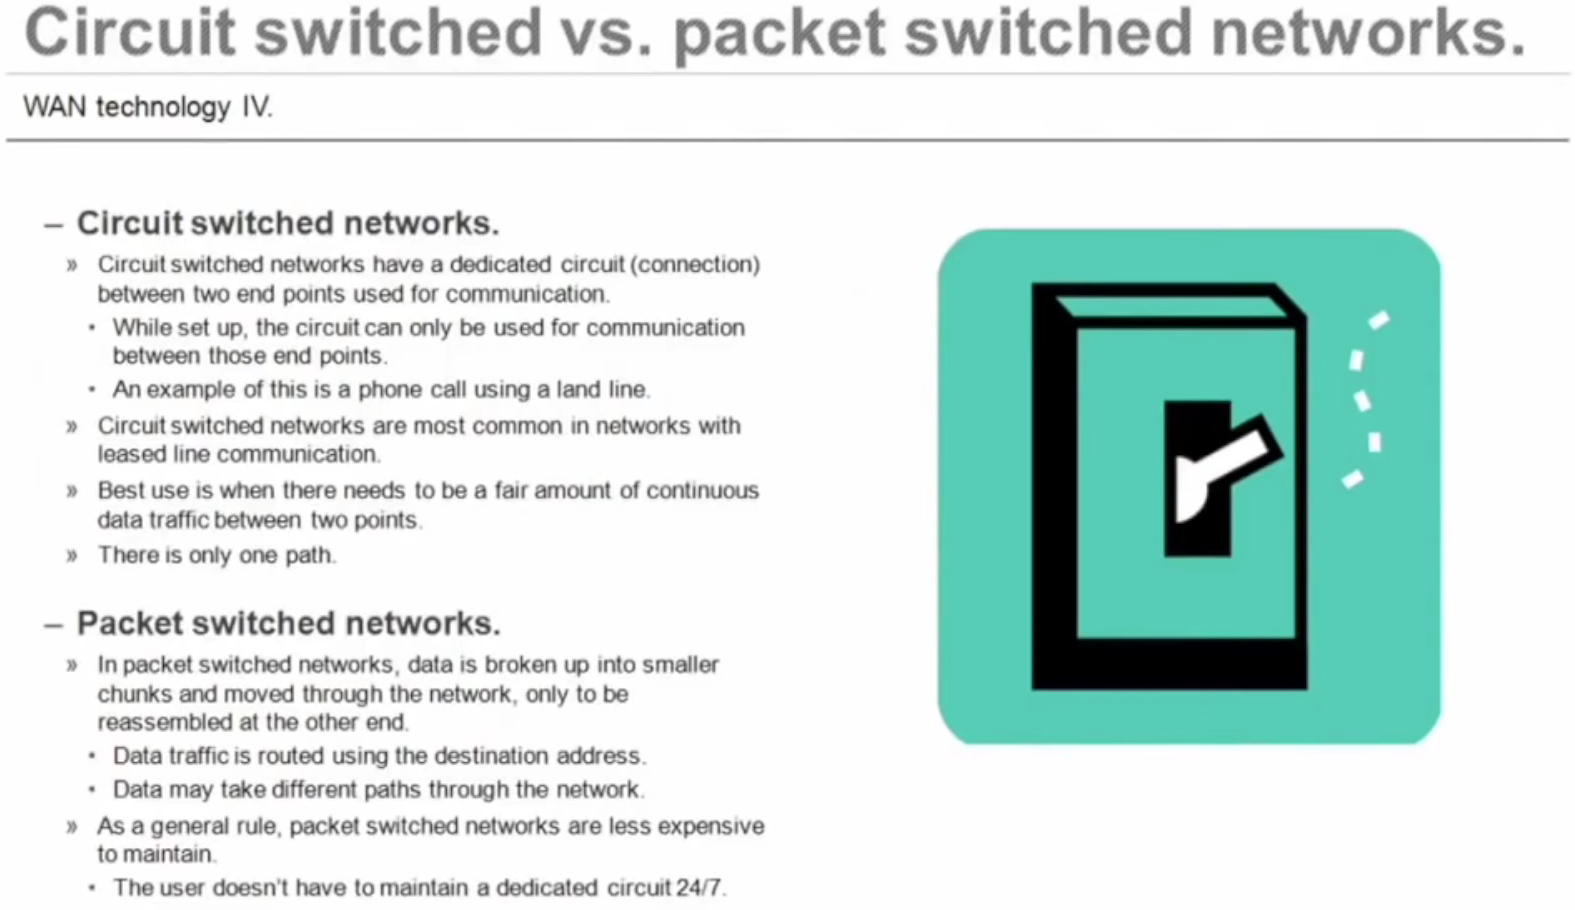 Circuit switched vs. packet switched networks.
WAN technology IV.
– Circuit switched networks.
» Circuit switched networks have a dedicated circuit (connection)
between two end points used for communication.
• While set up, the circuit can only be used for communication
between those end points.
• An example of this is a phone call using a land line.
» Circuit switched networks are most common in networks with
leased line communication.
» Best use is when there needs to be a fair amount of continuous
data traffic between two points.
» There is only one path.
– Packet switched networks.
» In packet switched networks, data is broken up into smaller
chunks and moved through the network, only to be
reassembled at the other end.
• Data traffic is routed using the destination address.
• Data may take different paths through the network.
» As a general rule, packet switched networks are less expensive
to maintain.
• The user doesn't have to maintain a dedicated circuit 24/7.